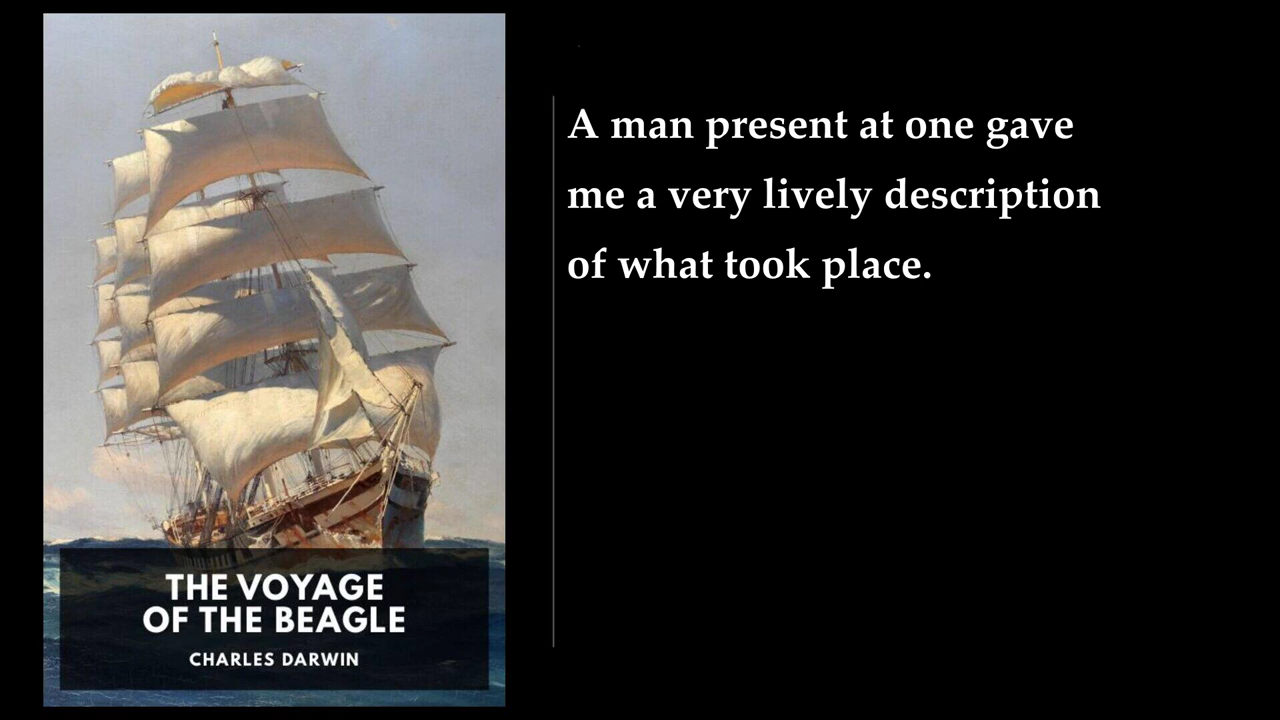 THE VOYAGE
OF THE BEAGLE
CHARLES DARWIN
A man present at one gave
me a very lively description
of what took place.